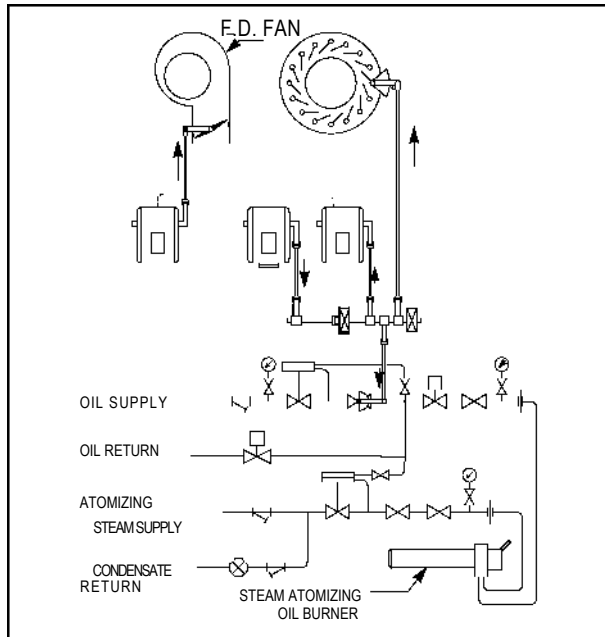 F.D. FAN
OIL SUPPLY
OIL RETURN
ATOMIZING
STEAM SUPPLY
CONDENSATE
RETURN
STEAM ATOMIZING
OIL BURNER